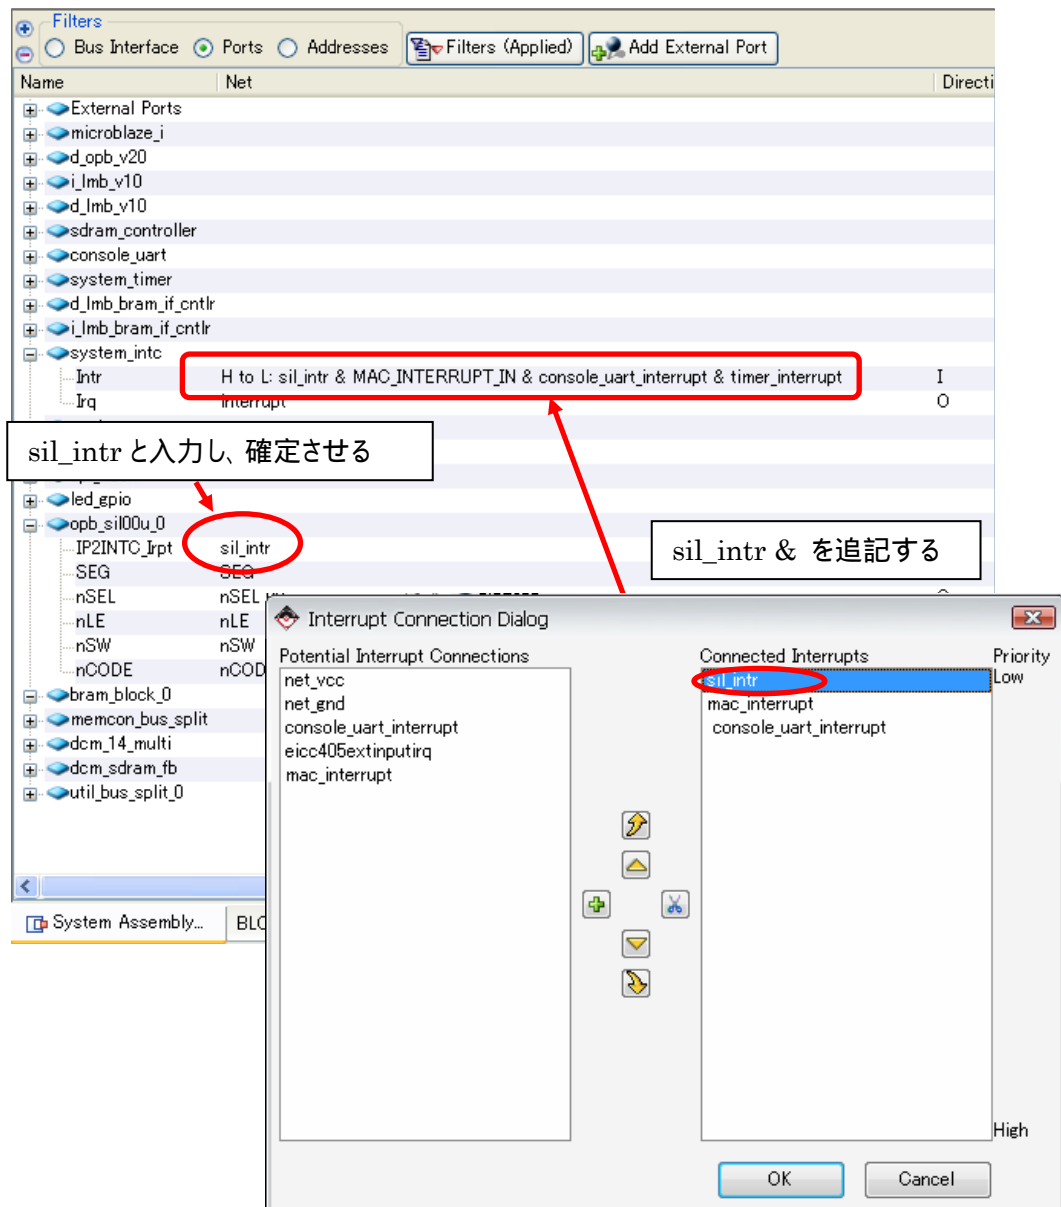 Filters
Bus Interface Ports Addresses Filters (Applied) Add External Port
Name Net Directi
External Ports
microblaze_i
d_opb_v20
i_lmb_v10
d_lmb_v10
sdram_controller
console_uart
system_timer
d_lmb_bram_if_cntlr
i_lmb_bram_if_cntlr
system_intc
Intr H to L: sil_intr & MAC_INTERRUPT_IN & console_uart_interrupt & timer_interrupt I
Irq Interrupt O
sil_intr と入力し、確定させる
led_gpio
opb_sil00u_0
IP2INTC_Irpt sil_intr
sil_intr & を追記する
SEG SEG
nSEL nSEL
nLE nLE
nSW nSW
nCODE nCOD
bram_block_0
memcon_bus_split
dcm_14_multi
dcm_sdram_fb
util_bus_split_0
System Assembly... BLO
Interrupt Connection Dialog
Potential Interrupt Connections
net_vcc
net_gnd
console_uart_interrupt
eicc405extinputirq
mac_interrupt
Connected Interrupts Priority
sil_intr Low
mac_interrupt
console_uart_interrupt
High
OK Cancel